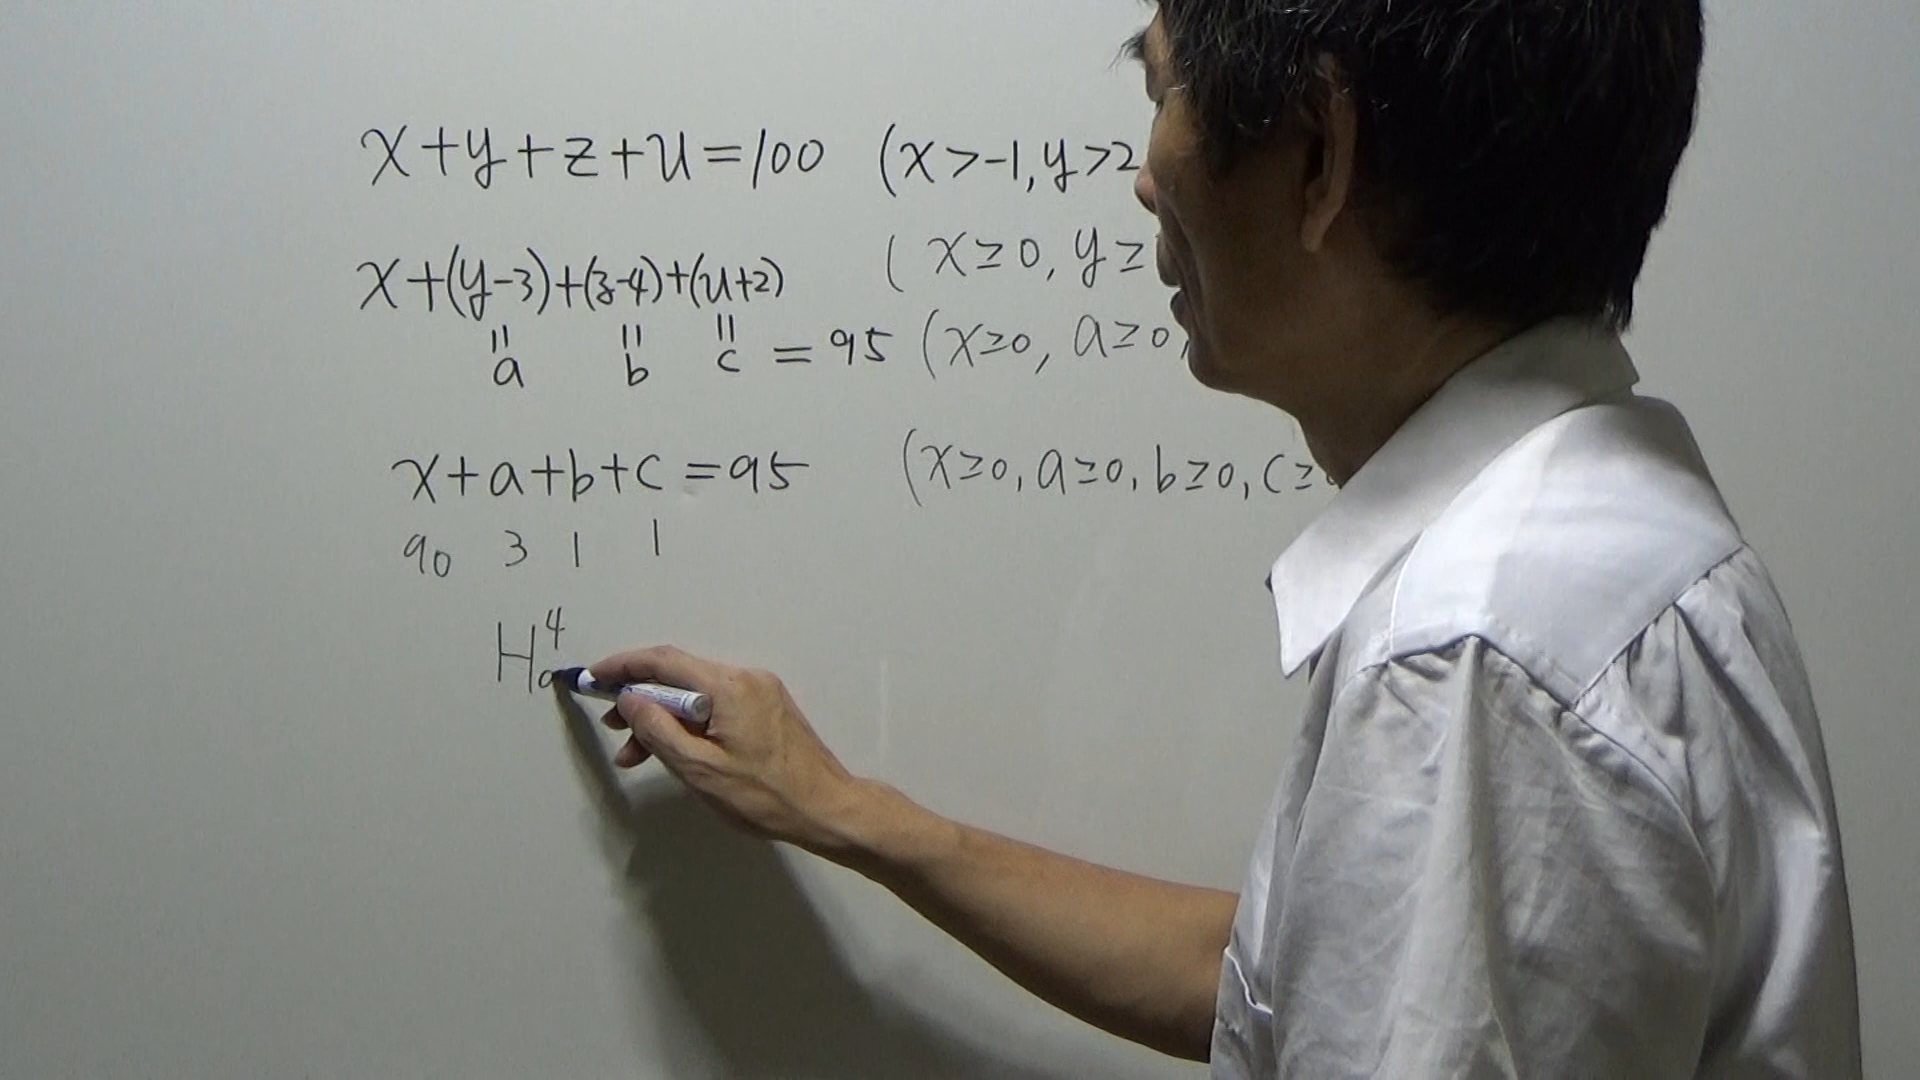 x+y+z+u=100 (x>-1,y>2
x+(y-3)+(z-4)+(u+2) (x≥0,y≥
" " "
a b c =95 (x≥0, a≥0,
x+a+b+c=95 (x≥0,a≥0,b≥0,c≥
90 3 1 1
H⁴